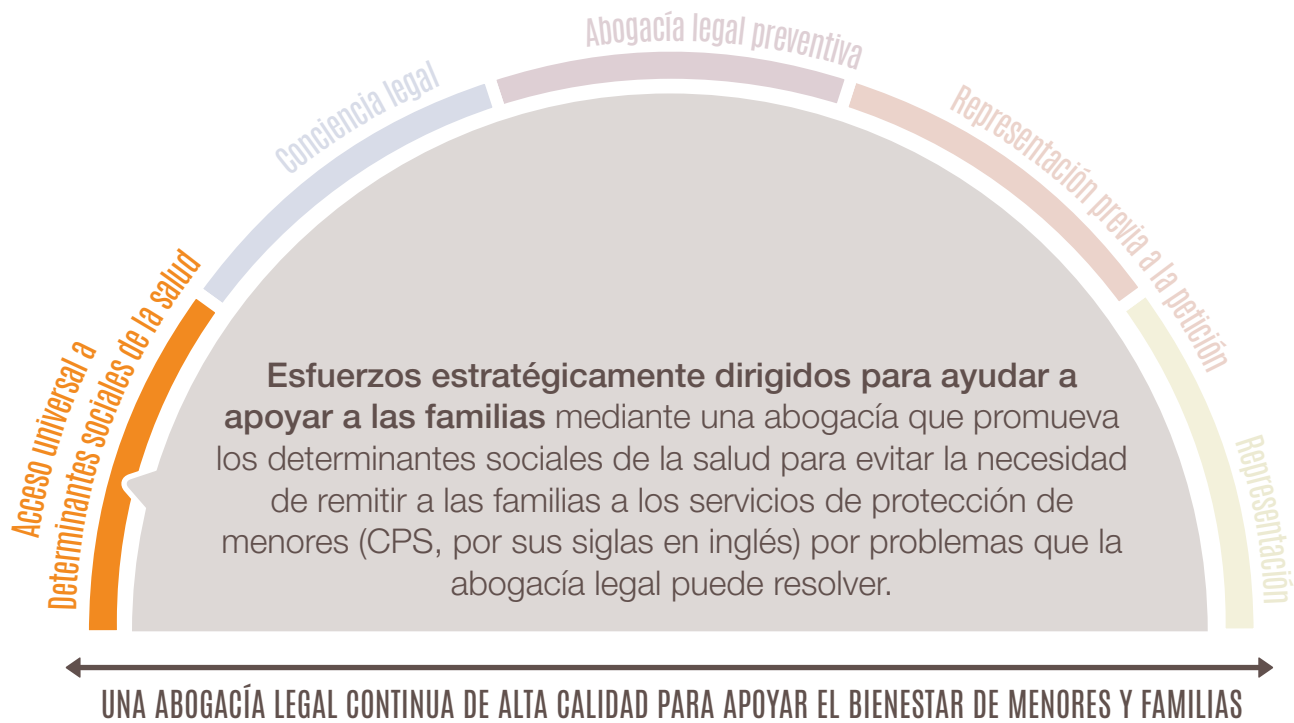 Acceso universal a
Determinantes sociales de la salud
Conciencia legal
Abogacía legal preventiva
Representación previa a la petición
Representación
Esfuerzos estratégicamente dirigidos para ayudar a
apoyar a las familias mediante una abogacía que promueva
los determinantes sociales de la salud para evitar la necesidad
de remitir a las familias a los servicios de protección de
menores (CPS, por sus siglas en inglés) por problemas que la
abogacía legal puede resolver.
UNA ABOGACÍA LEGAL CONTINUA DE ALTA CALIDAD PARA APOYAR EL BIENESTAR DE MENORES Y FAMILIAS